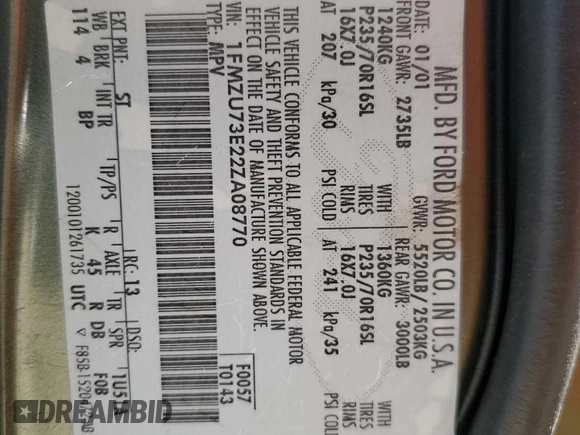 MFD. BY FORD MOTOR CO. IN U.S.A.
DATE: 01/01 GVWR: 5520LB/ 2503KG
FRONT GAWR: 2735LB REAR GAWR: 3000LB
1240KG WITH 1360KG WITH
P235/70R16SL TIRES P235/70R16SL TIRES
16X7.0J RIMS 16X7.0J RIMS
AT 207 kPa/30 PSI COLD AT 241 kPa/35 PSI COLD
THIS VEHICLE CONFORMS TO ALL APPLICABLE FEDERAL MOTOR
VEHICLE SAFETY AND THEFT PREVENTION STANDARDS IN
EFFECT ON THE DATE OF MANUFACTURE SHOWN ABOVE.
VIN: 1FMZU73E22ZA08770 F0057
TYPE: MPV T0143
EXT PNT: ST RC: 13 DSO:
WB BRK INT TR TP/PS R AXLE TR SPR
114 4 BP K 45 R DB F0B
1200101261735 UTC
DREAMBID